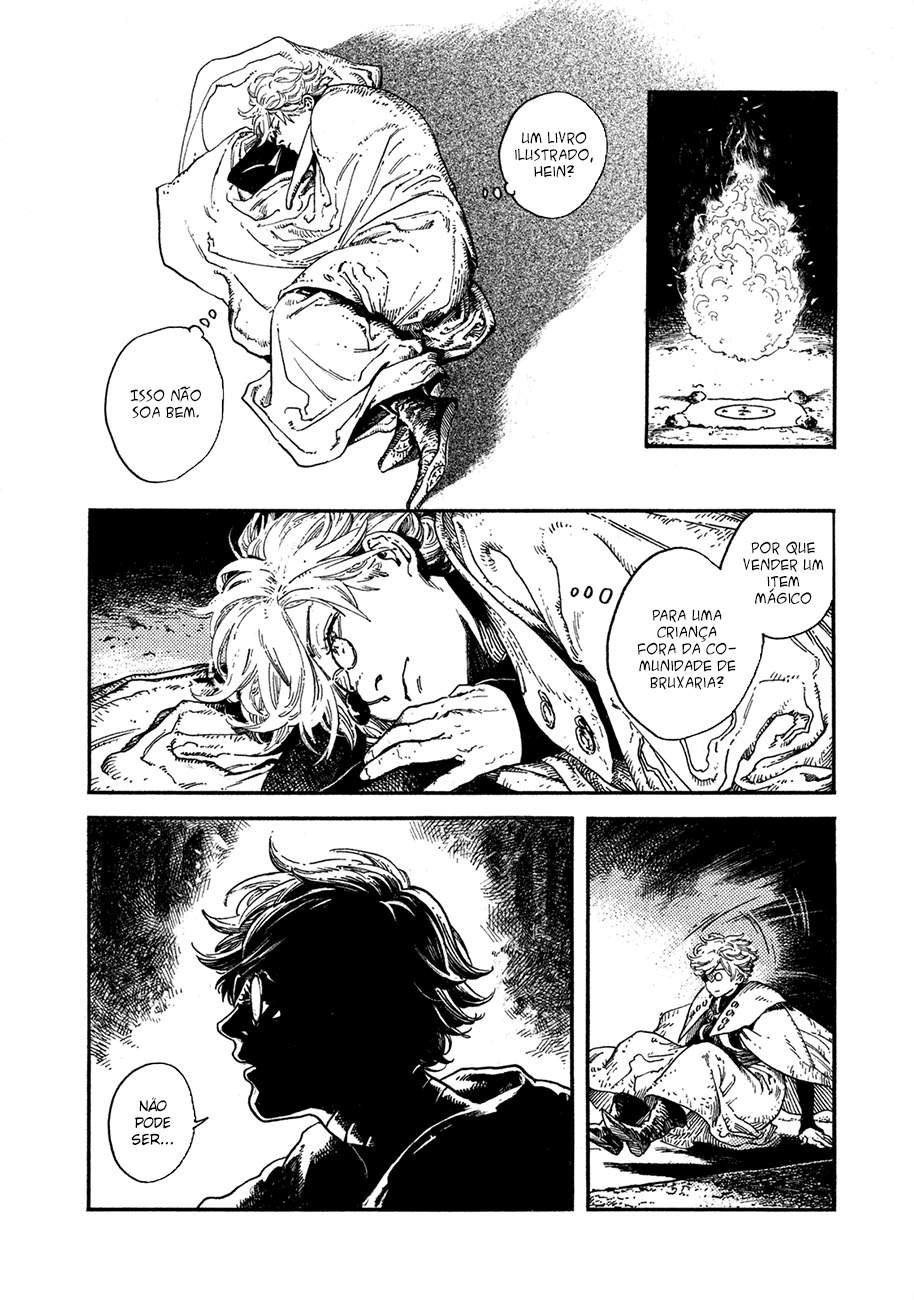 UM LIVRO
ILUSTRADO,
HEIN?
ISSO NÃO
SOA BEM.
POR QUE
VENDER UM
ITEM
MÁGICO
PARA UMA
CRIANÇA
FORA DA CO-
MUNIDADE DE
BRUXARIA?
NÃO
PODE
SER...